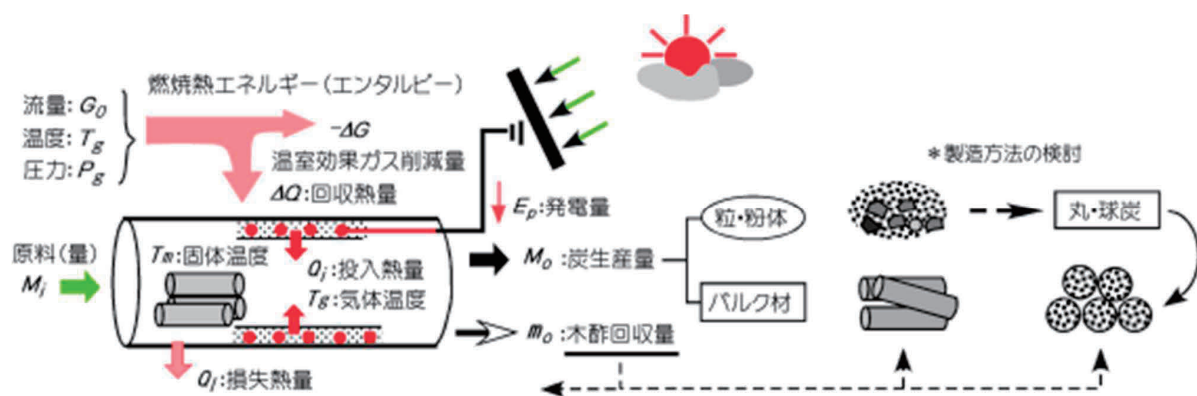 燃焼熱エネルギー(エンタルピー)
流量: G₀
温度: Tg
圧力: Pg
-ΔG
温室効果ガス削減量
ΔQ:回収熱量
Ep:発電量
*製造方法の検討
粒・粉体
丸・球炭
原料(量)
Mi
Tm:固体温度
Qi:投入熱量
Tg:気体温度
Mo:炭生産量
バルク材
mo:木酢回収量
Ql:損失熱量